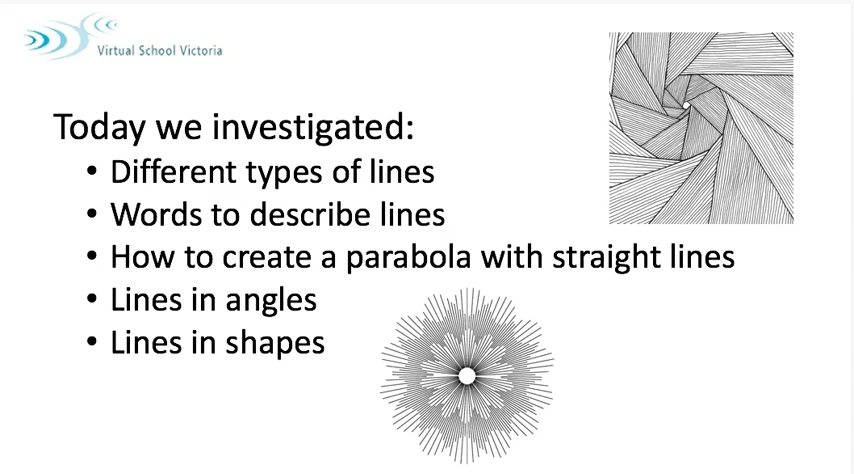 Virtual School Victoria
Today we investigated:
• Different types of lines
• Words to describe lines
• How to create a parabola with straight lines
• Lines in angles
• Lines in shapes